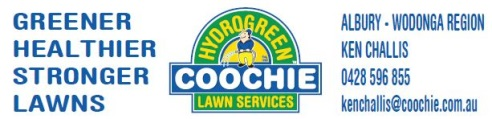 GREENER
HEALTHIER
STRONGER
LAWNS
HYDROGREEN
COOCHIE
LAWN SERVICES
ALBURY - WODONGA REGION
KEN CHALLIS
0428 596 855
kenchallis@coochie.com.au